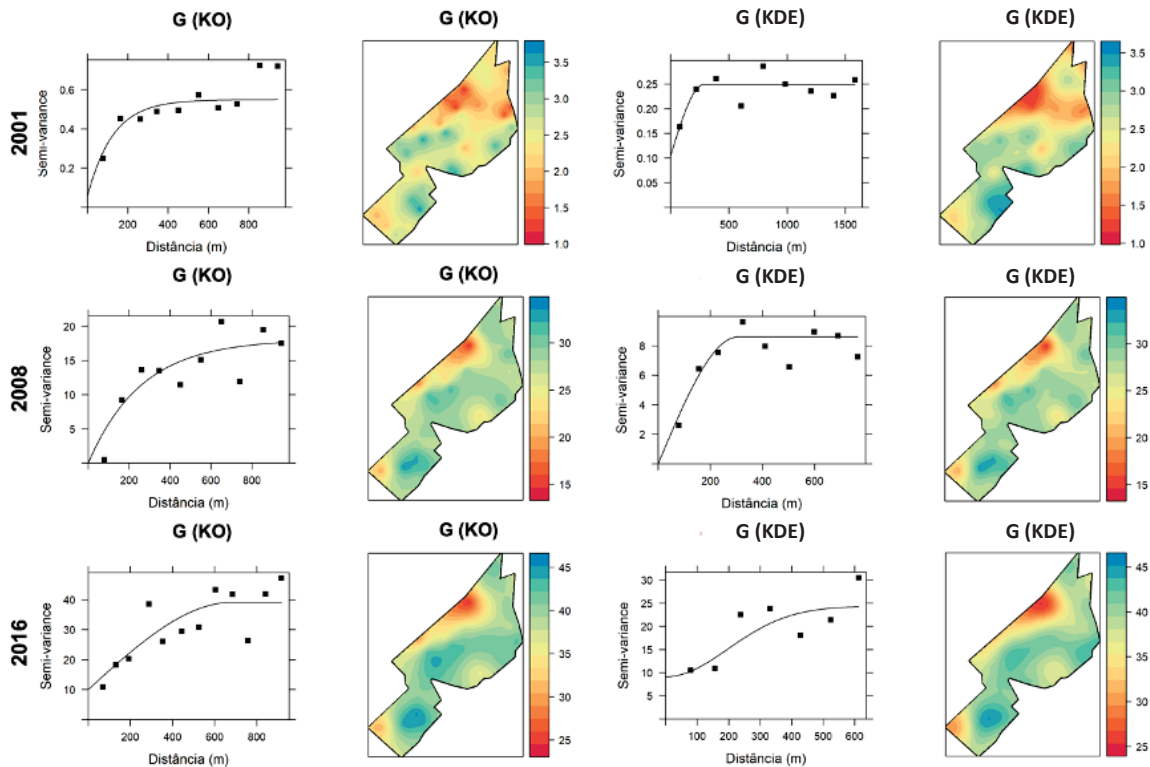 G (KO)
G (KO)
G (KDE)
G (KDE)
2001
Semi-variance
0.6
0.4
0.2
200 400 600 800
Distância (m)
3.5
3.0
2.5
2.0
1.5
1.0
Semi-variance
0.25
0.20
0.15
0.10
0.05
500 1000 1500
Distância (m)
3.5
3.0
2.5
2.0
1.5
1.0
G (KO)
G (KO)
G (KDE)
G (KDE)
2008
Semi-variance
20
15
10
5
200 400 600 800
Distância (m)
30
25
20
15
Semi-variance
8
6
4
2
200 400 600
Distância (m)
30
25
20
15
G (KO)
G (KO)
G (KDE)
G (KDE)
2016
Semi-variance
40
30
20
10
200 400 600 800
Distância (m)
45
40
35
30
25
Semi-variance
30
25
20
15
10
5
100 200 300 400 500 600
Distância (m)
45
40
35
30
25